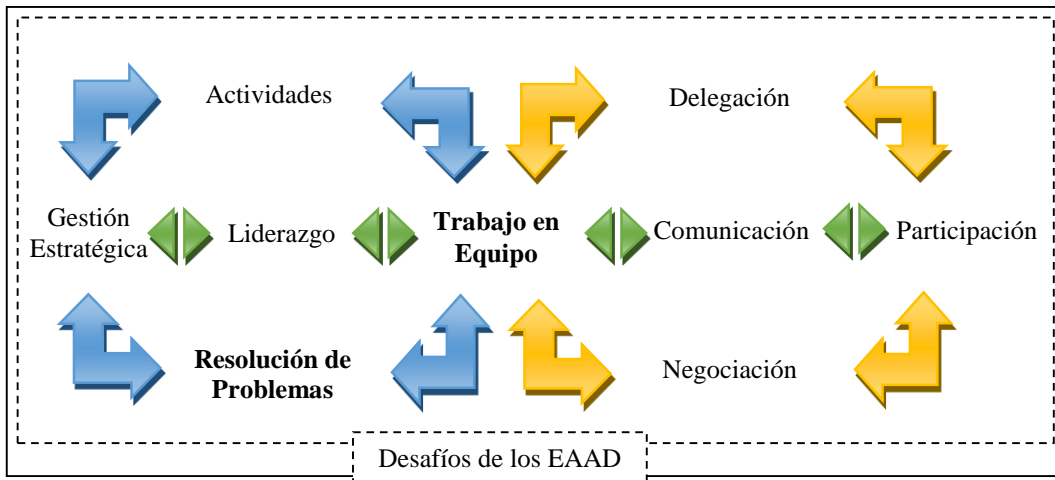 Actividades
Delegación
Gestión
Estratégica
Liderazgo
Trabajo en
Equipo
Comunicación
Participación
Resolución de
Problemas
Negociación
Desafíos de los EAAD